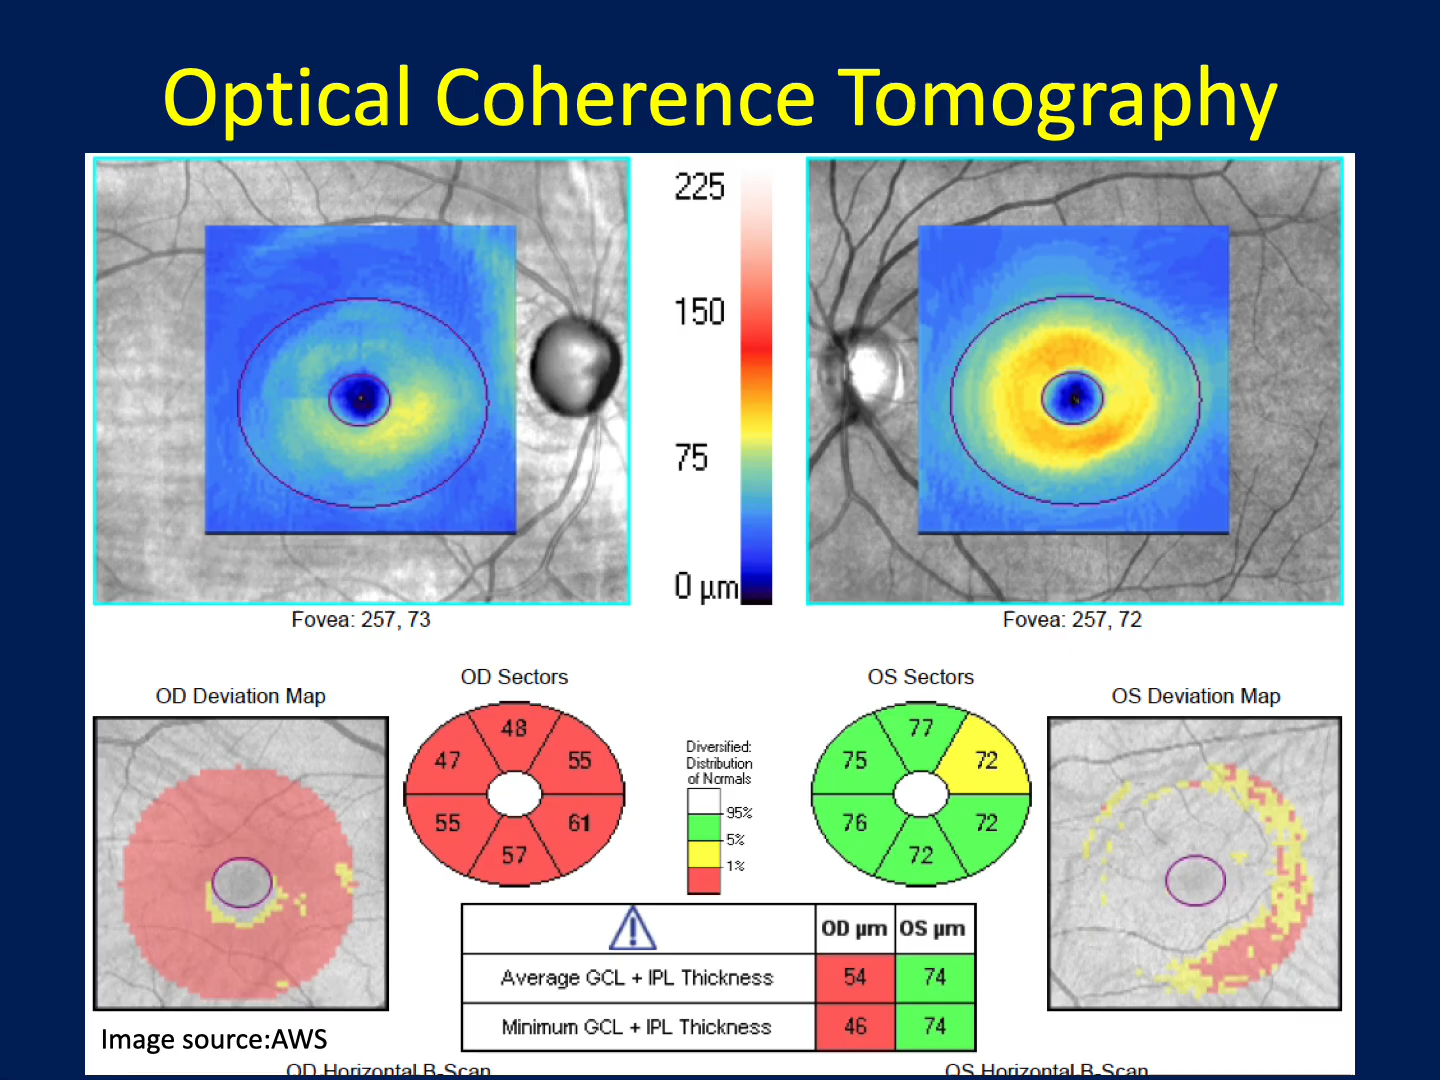 Optical Coherence Tomography
225
150
75
0 µm
Fovea: 257, 73
Fovea: 257, 72
OD Deviation Map
OD Sectors
OS Sectors
OS Deviation Map
48
47
55
55
61
57
Diversified:
Distribution
of Normals
95%
5%
1%
77
75
72
76
72
72
OD µm OS µm
Average GCL + IPL Thickness 54 74
Minimum GCL + IPL Thickness 46 74
Image source:AWS
OD Horizontal B-Scan
OS Horizontal B-Scan